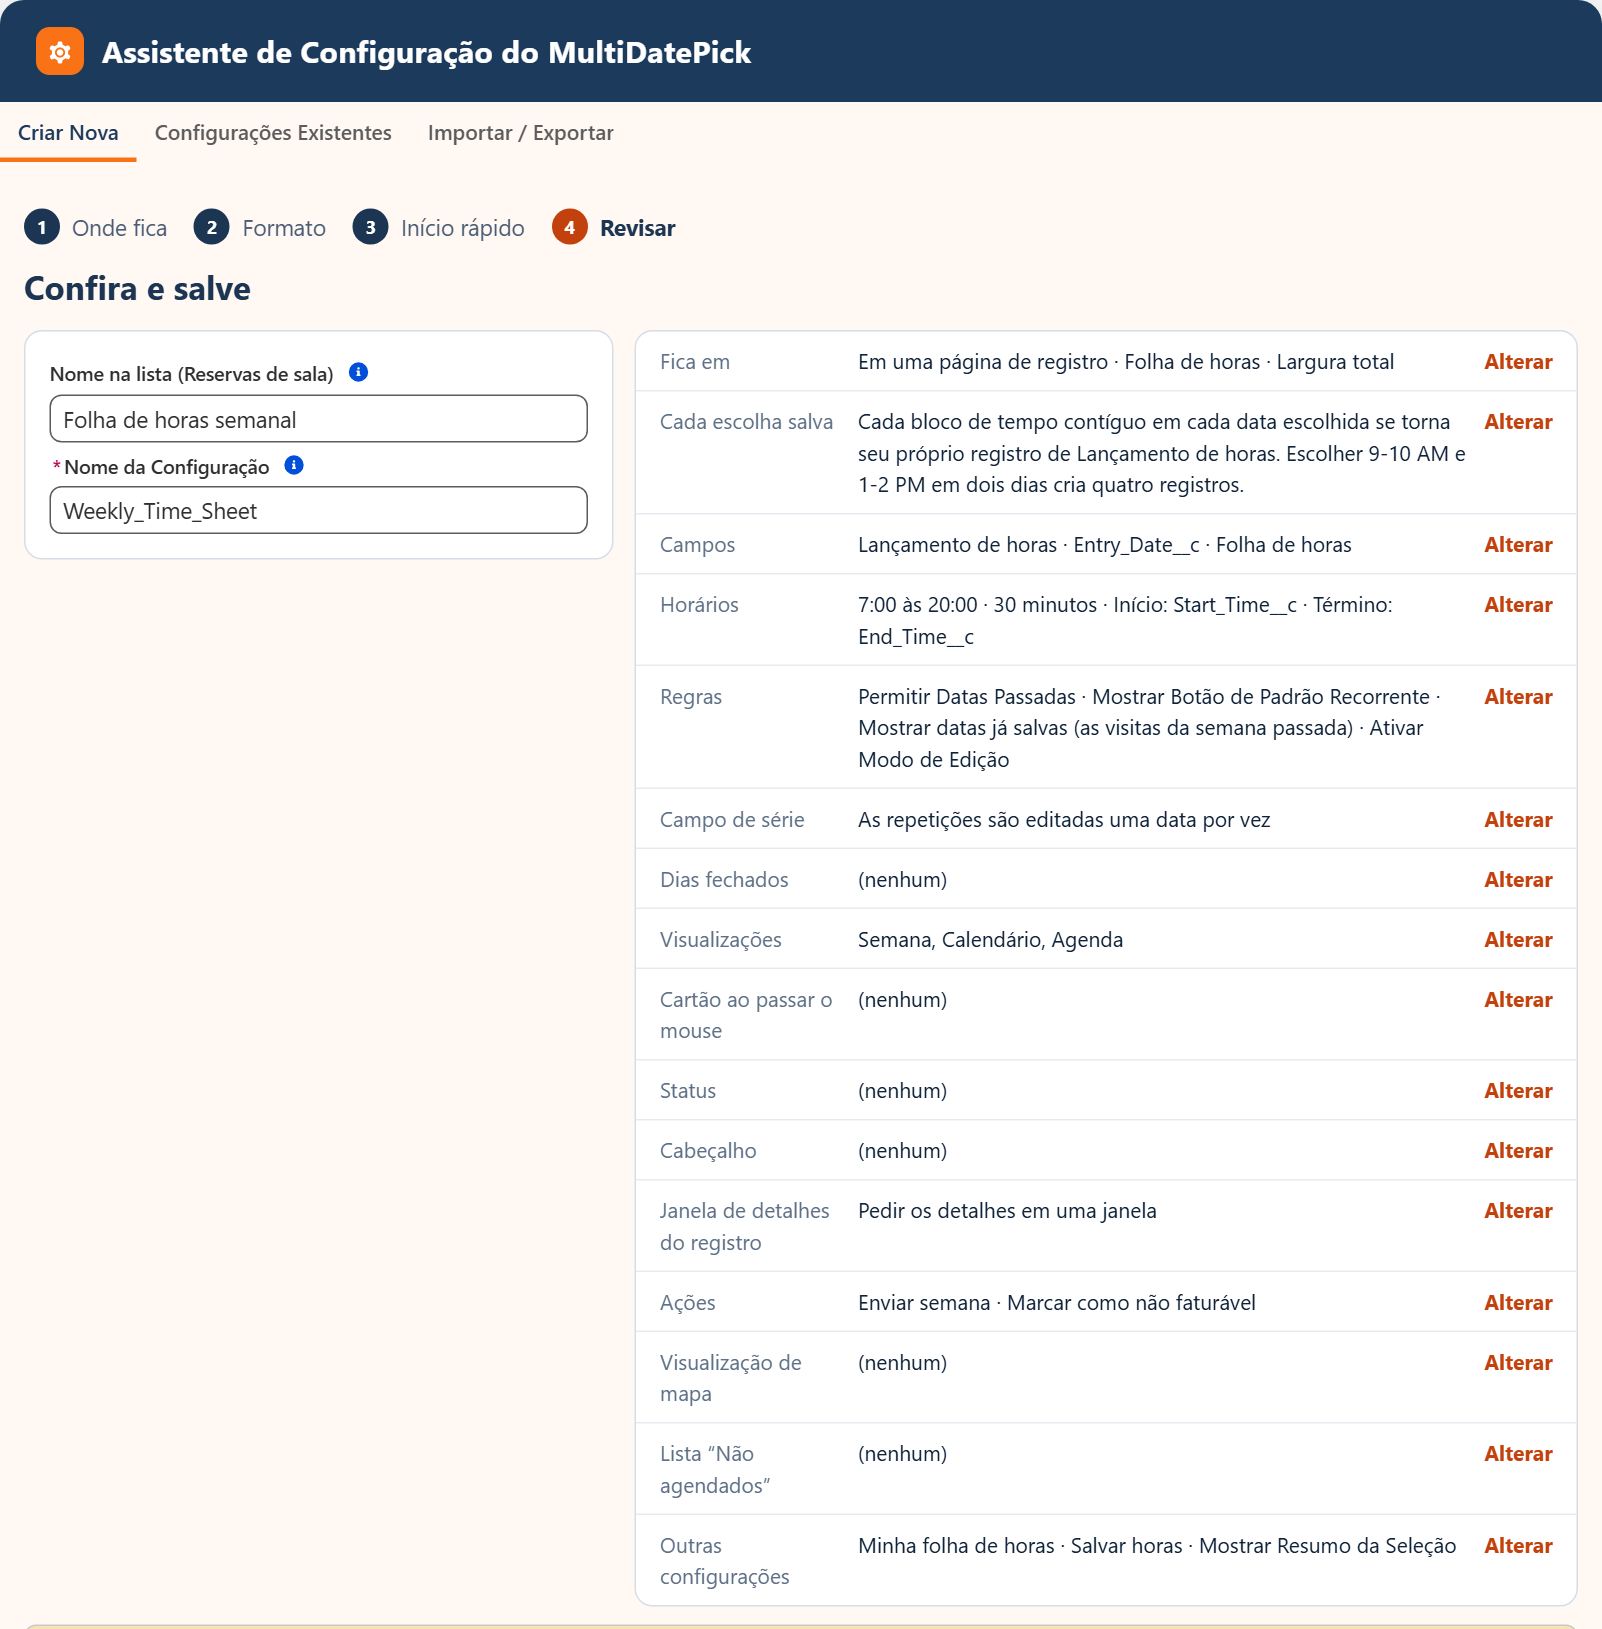 Assistente de Configuração do MultiDatePick
Criar Nova
Configurações Existentes
Importar / Exportar
1 Onde fica
2 Formato
3 Início rápido
4 Revisar
Confira e salve
Nome na lista (Reservas de sala)
Folha de horas semanal
*Nome da Configuração
Weekly_Time_Sheet
Fica em
Em uma página de registro · Folha de horas · Largura total
Alterar
Cada escolha salva
Cada bloco de tempo contíguo em cada data escolhida se torna
seu próprio registro de Lançamento de horas. Escolher 9-10 AM e
1-2 PM em dois dias cria quatro registros.
Alterar
Campos
Lançamento de horas · Entry_Date__c · Folha de horas
Alterar
Horários
7:00 às 20:00 · 30 minutos · Início: Start_Time__c · Término:
End_Time__c
Alterar
Regras
Permitir Datas Passadas · Mostrar Botão de Padrão Recorrente ·
Mostrar datas já salvas (as visitas da semana passada) · Ativar
Modo de Edição
Alterar
Campo de série
As repetições são editadas uma data por vez
Alterar
Dias fechados
(nenhum)
Alterar
Visualizações
Semana, Calendário, Agenda
Alterar
Cartão ao passar o
mouse
(nenhum)
Alterar
Status
(nenhum)
Alterar
Cabeçalho
(nenhum)
Alterar
Janela de detalhes
do registro
Pedir os detalhes em uma janela
Alterar
Ações
Enviar semana · Marcar como não faturável
Alterar
Visualização de
mapa
(nenhum)
Alterar
Lista “Não
agendados”
(nenhum)
Alterar
Outras
configurações
Minha folha de horas · Salvar horas · Mostrar Resumo da Seleção
Alterar